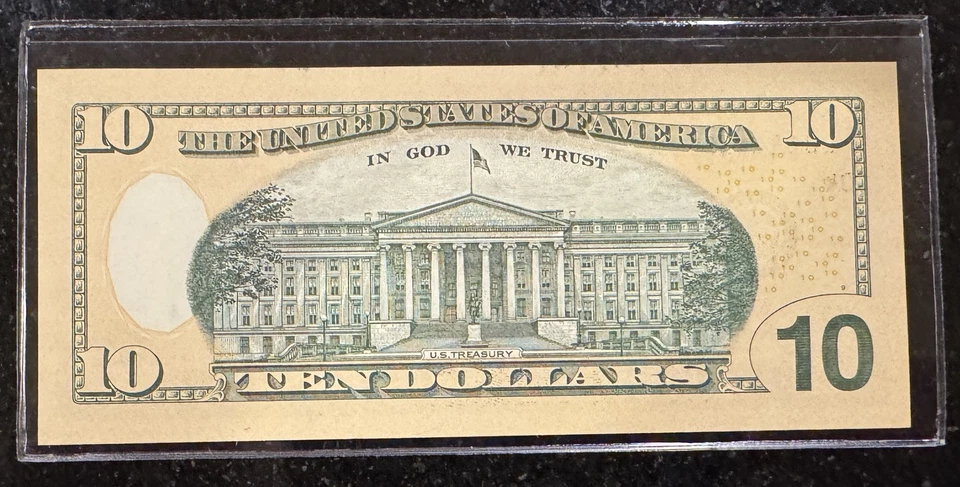 10 THE UNITED STATES OF AMERICA 10
IN GOD WE TRUST
U.S. TREASURY
10 TEN DOLLARS 10